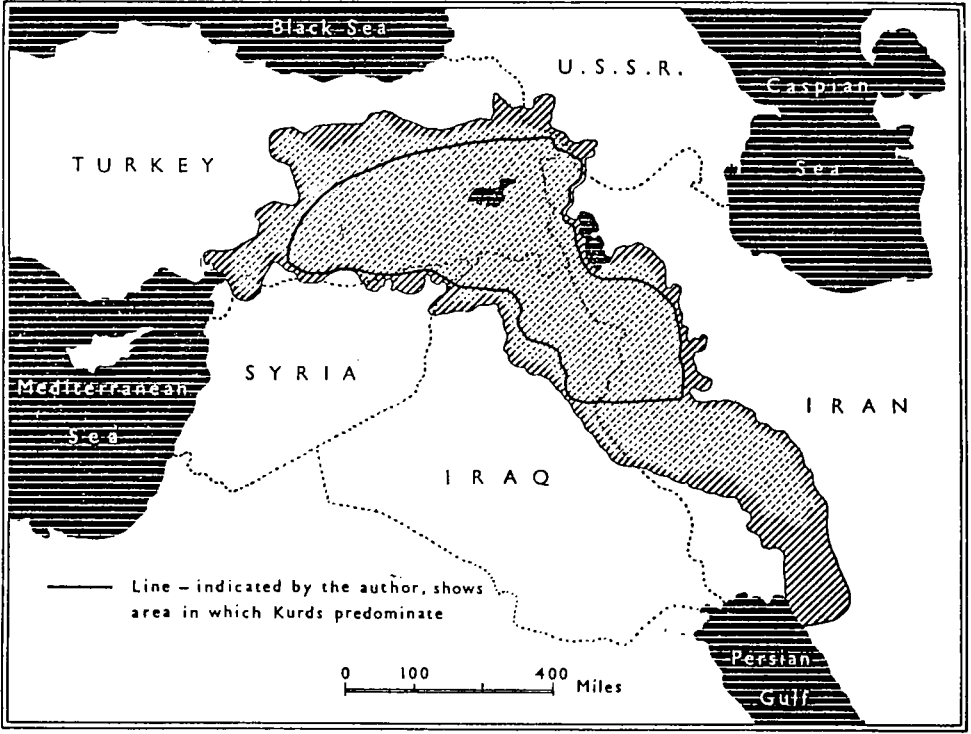 Black Sea
U.S.S.R.
Caspian
Sea
TURKEY
SYRIA
Mediterranean
Sea
IRAN
IRAQ
Line – indicated by the author, shows
area in which Kurds predominate
0 100 400 Miles
Persian
Gulf